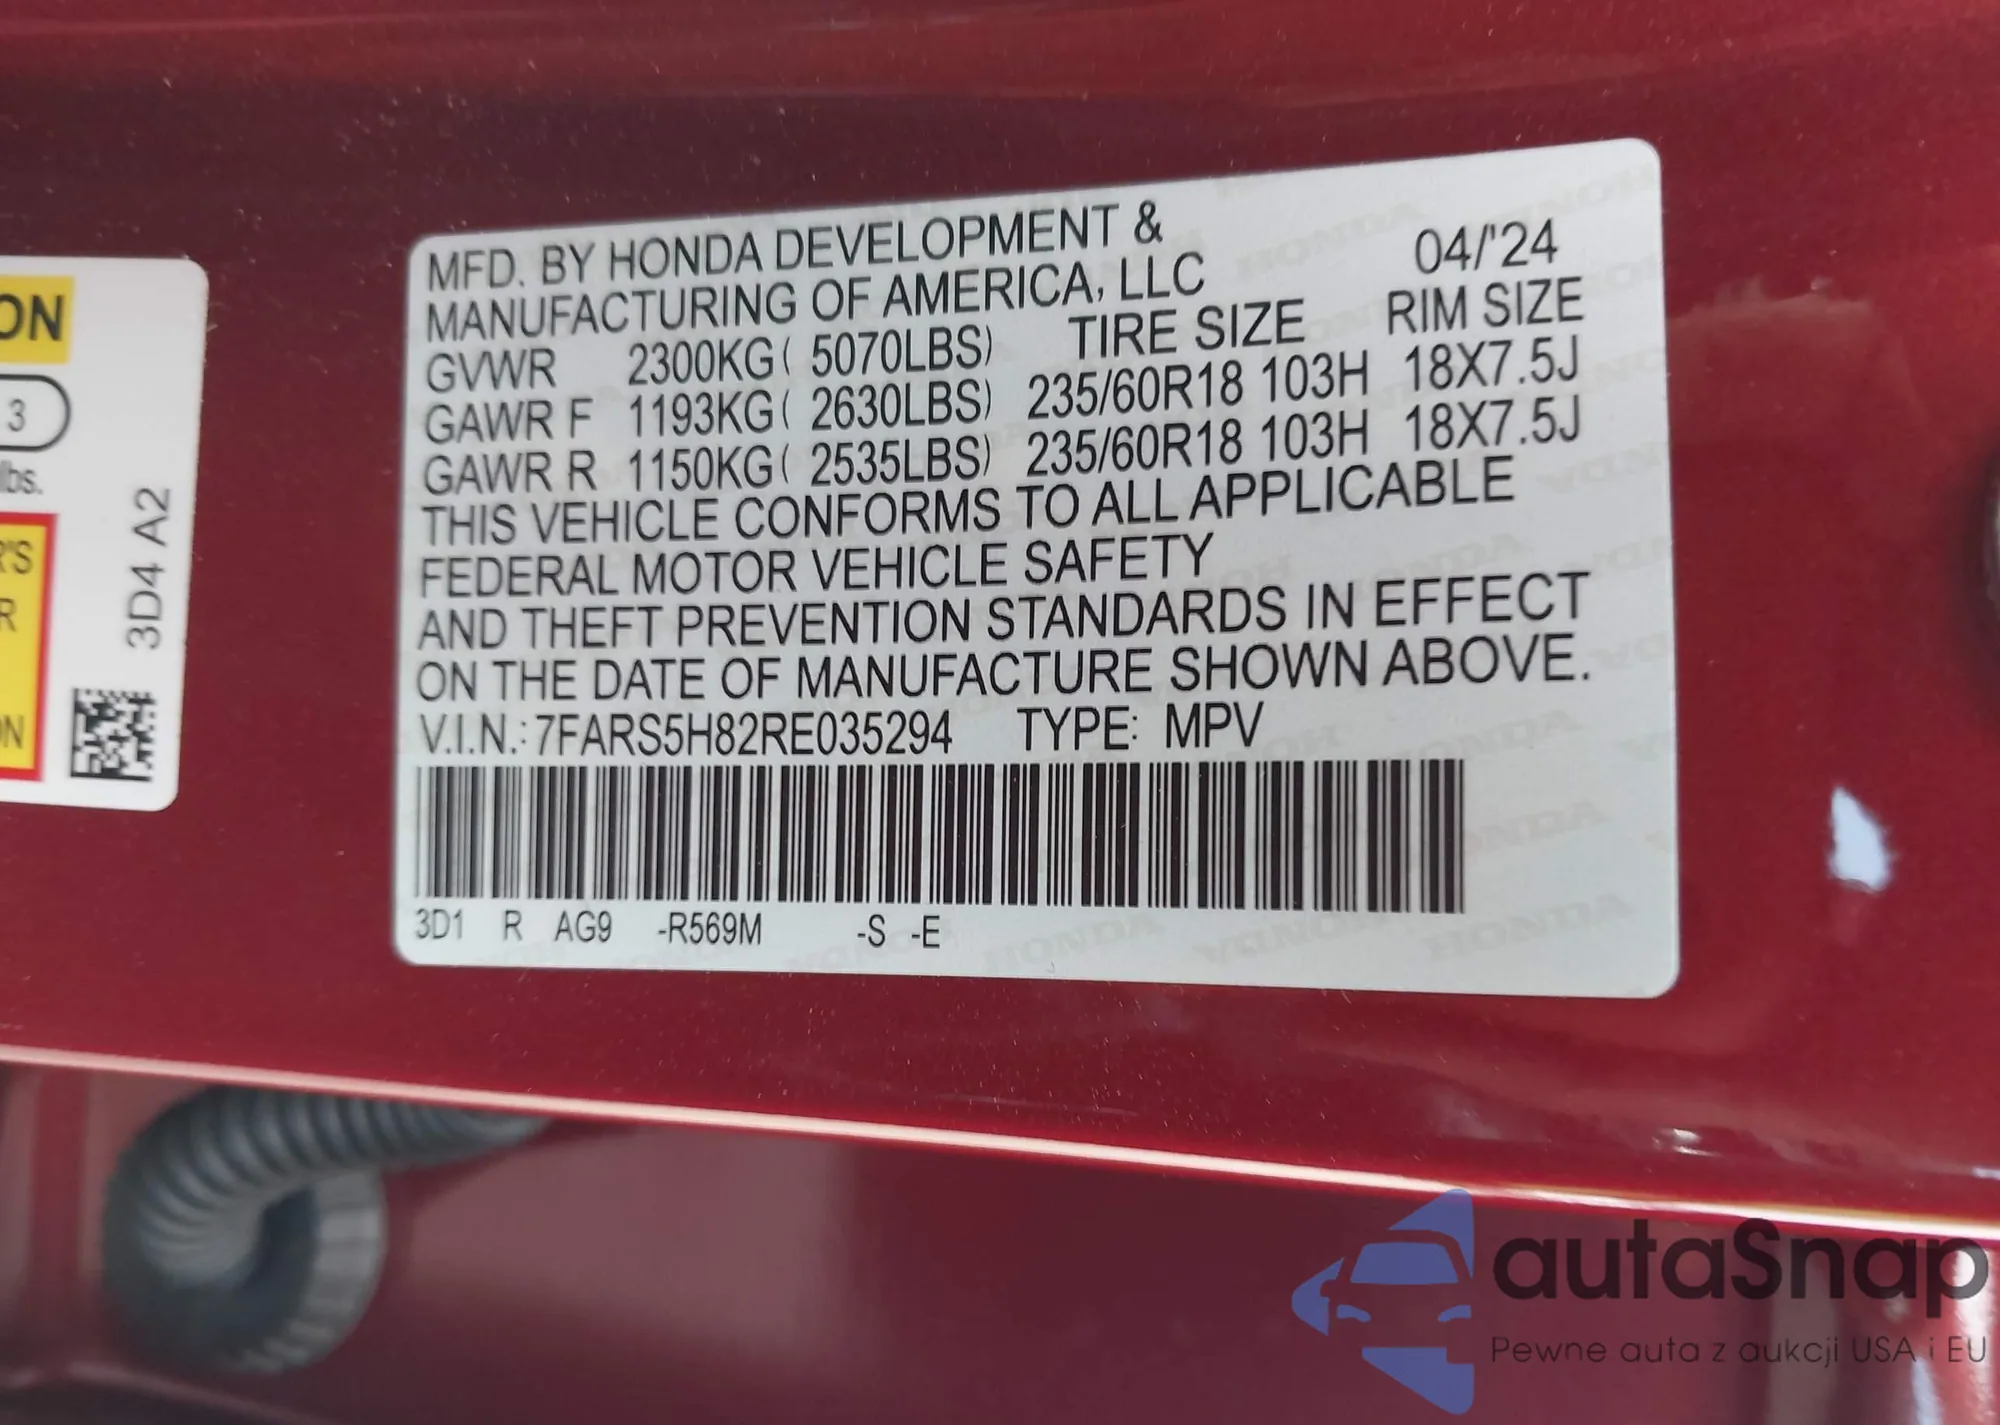 MFD. BY HONDA DEVELOPMENT &
MANUFACTURING OF AMERICA, LLC 04/'24
TIRE SIZE RIM SIZE
GVWR 2300KG( 5070LBS)
GAWR F 1193KG( 2630LBS) 235/60R18 103H 18X7.5J
GAWR R 1150KG( 2535LBS) 235/60R18 103H 18X7.5J
THIS VEHICLE CONFORMS TO ALL APPLICABLE
FEDERAL MOTOR VEHICLE SAFETY
AND THEFT PREVENTION STANDARDS IN EFFECT
ON THE DATE OF MANUFACTURE SHOWN ABOVE.
V.I.N.: 7FARS5H82RE035294 TYPE: MPV
3D1 R AG9 -R569M -S -E
ON
3
lbs.
R'S
R
ON
3D4 A2
autaSnap
Pewne auta z aukcji USA i EU